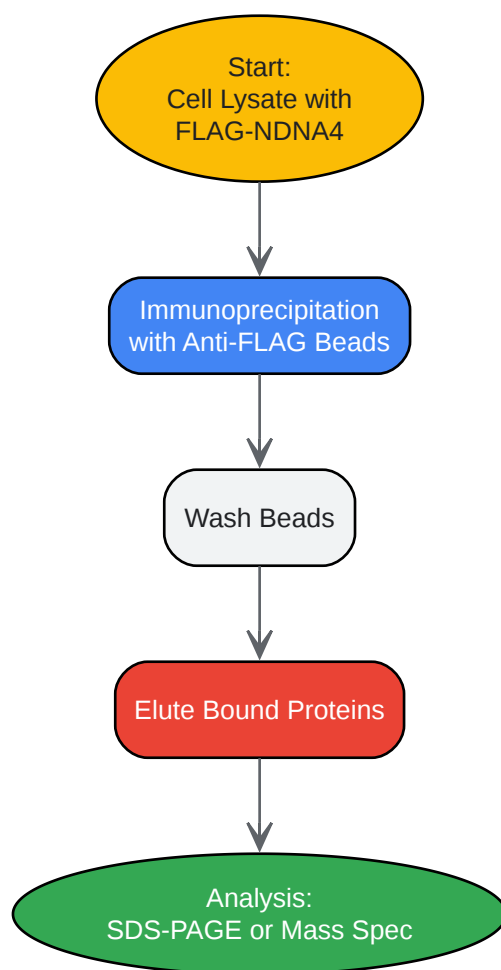 Start:
Cell Lysate with
FLAG-NDNA4
Immunoprecipitation
with Anti-FLAG Beads
Wash Beads
Elute Bound Proteins
Analysis:
SDS-PAGE or Mass Spec